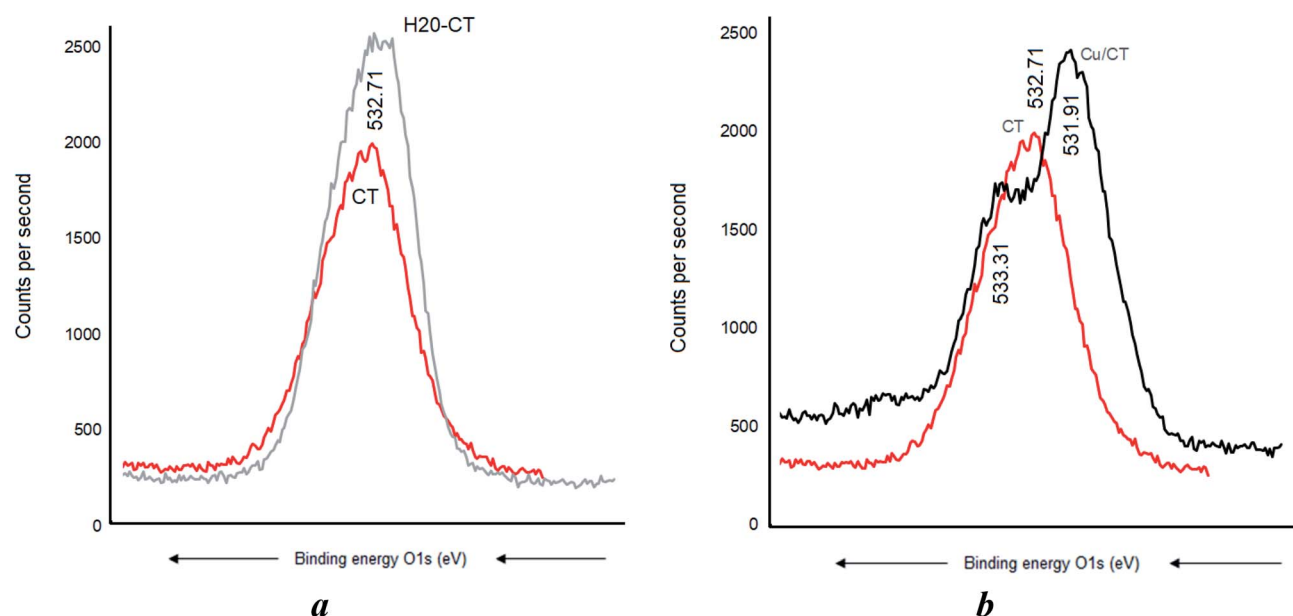 H20-CT
2500
532.71
2000
CT
Counts per second
1500
1000
500
0
Binding energy O1s (eV)
a
2500
Cu/CT
532.71
CT
531.91
2000
Counts per second
1500
533.31
1000
500
0
Binding energy O1s (eV)
b